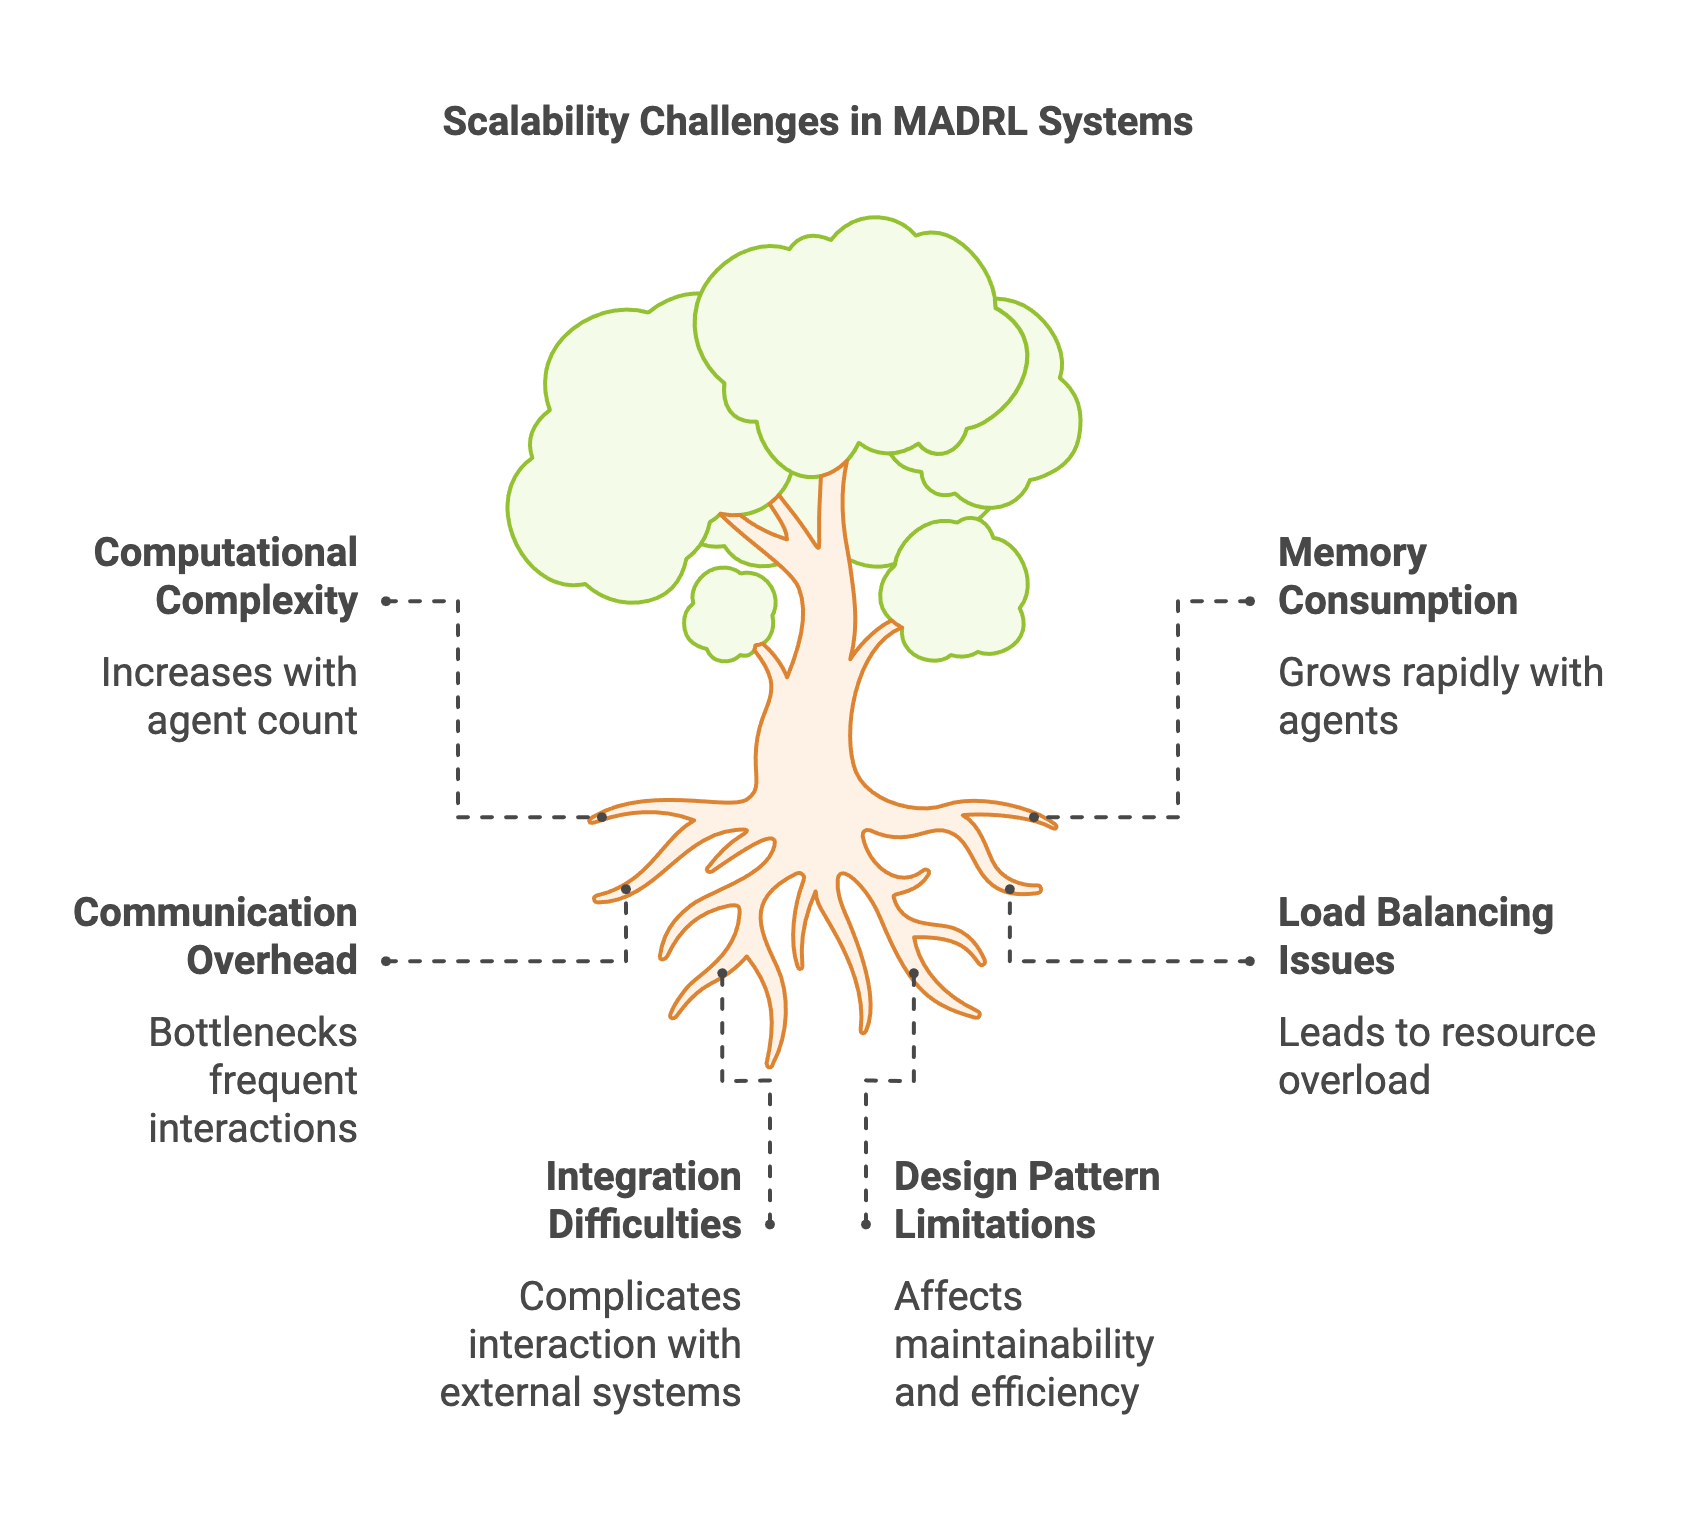 Scalability Challenges in MADRL Systems
Computational
Complexity
Increases with
agent count
Memory
Consumption
Grows rapidly with
agents
Communication
Overhead
Bottlenecks
frequent
interactions
Load Balancing
Issues
Leads to resource
overload
Integration
Difficulties
Complicates
interaction with
external systems
Design Pattern
Limitations
Affects
maintainability
and efficiency